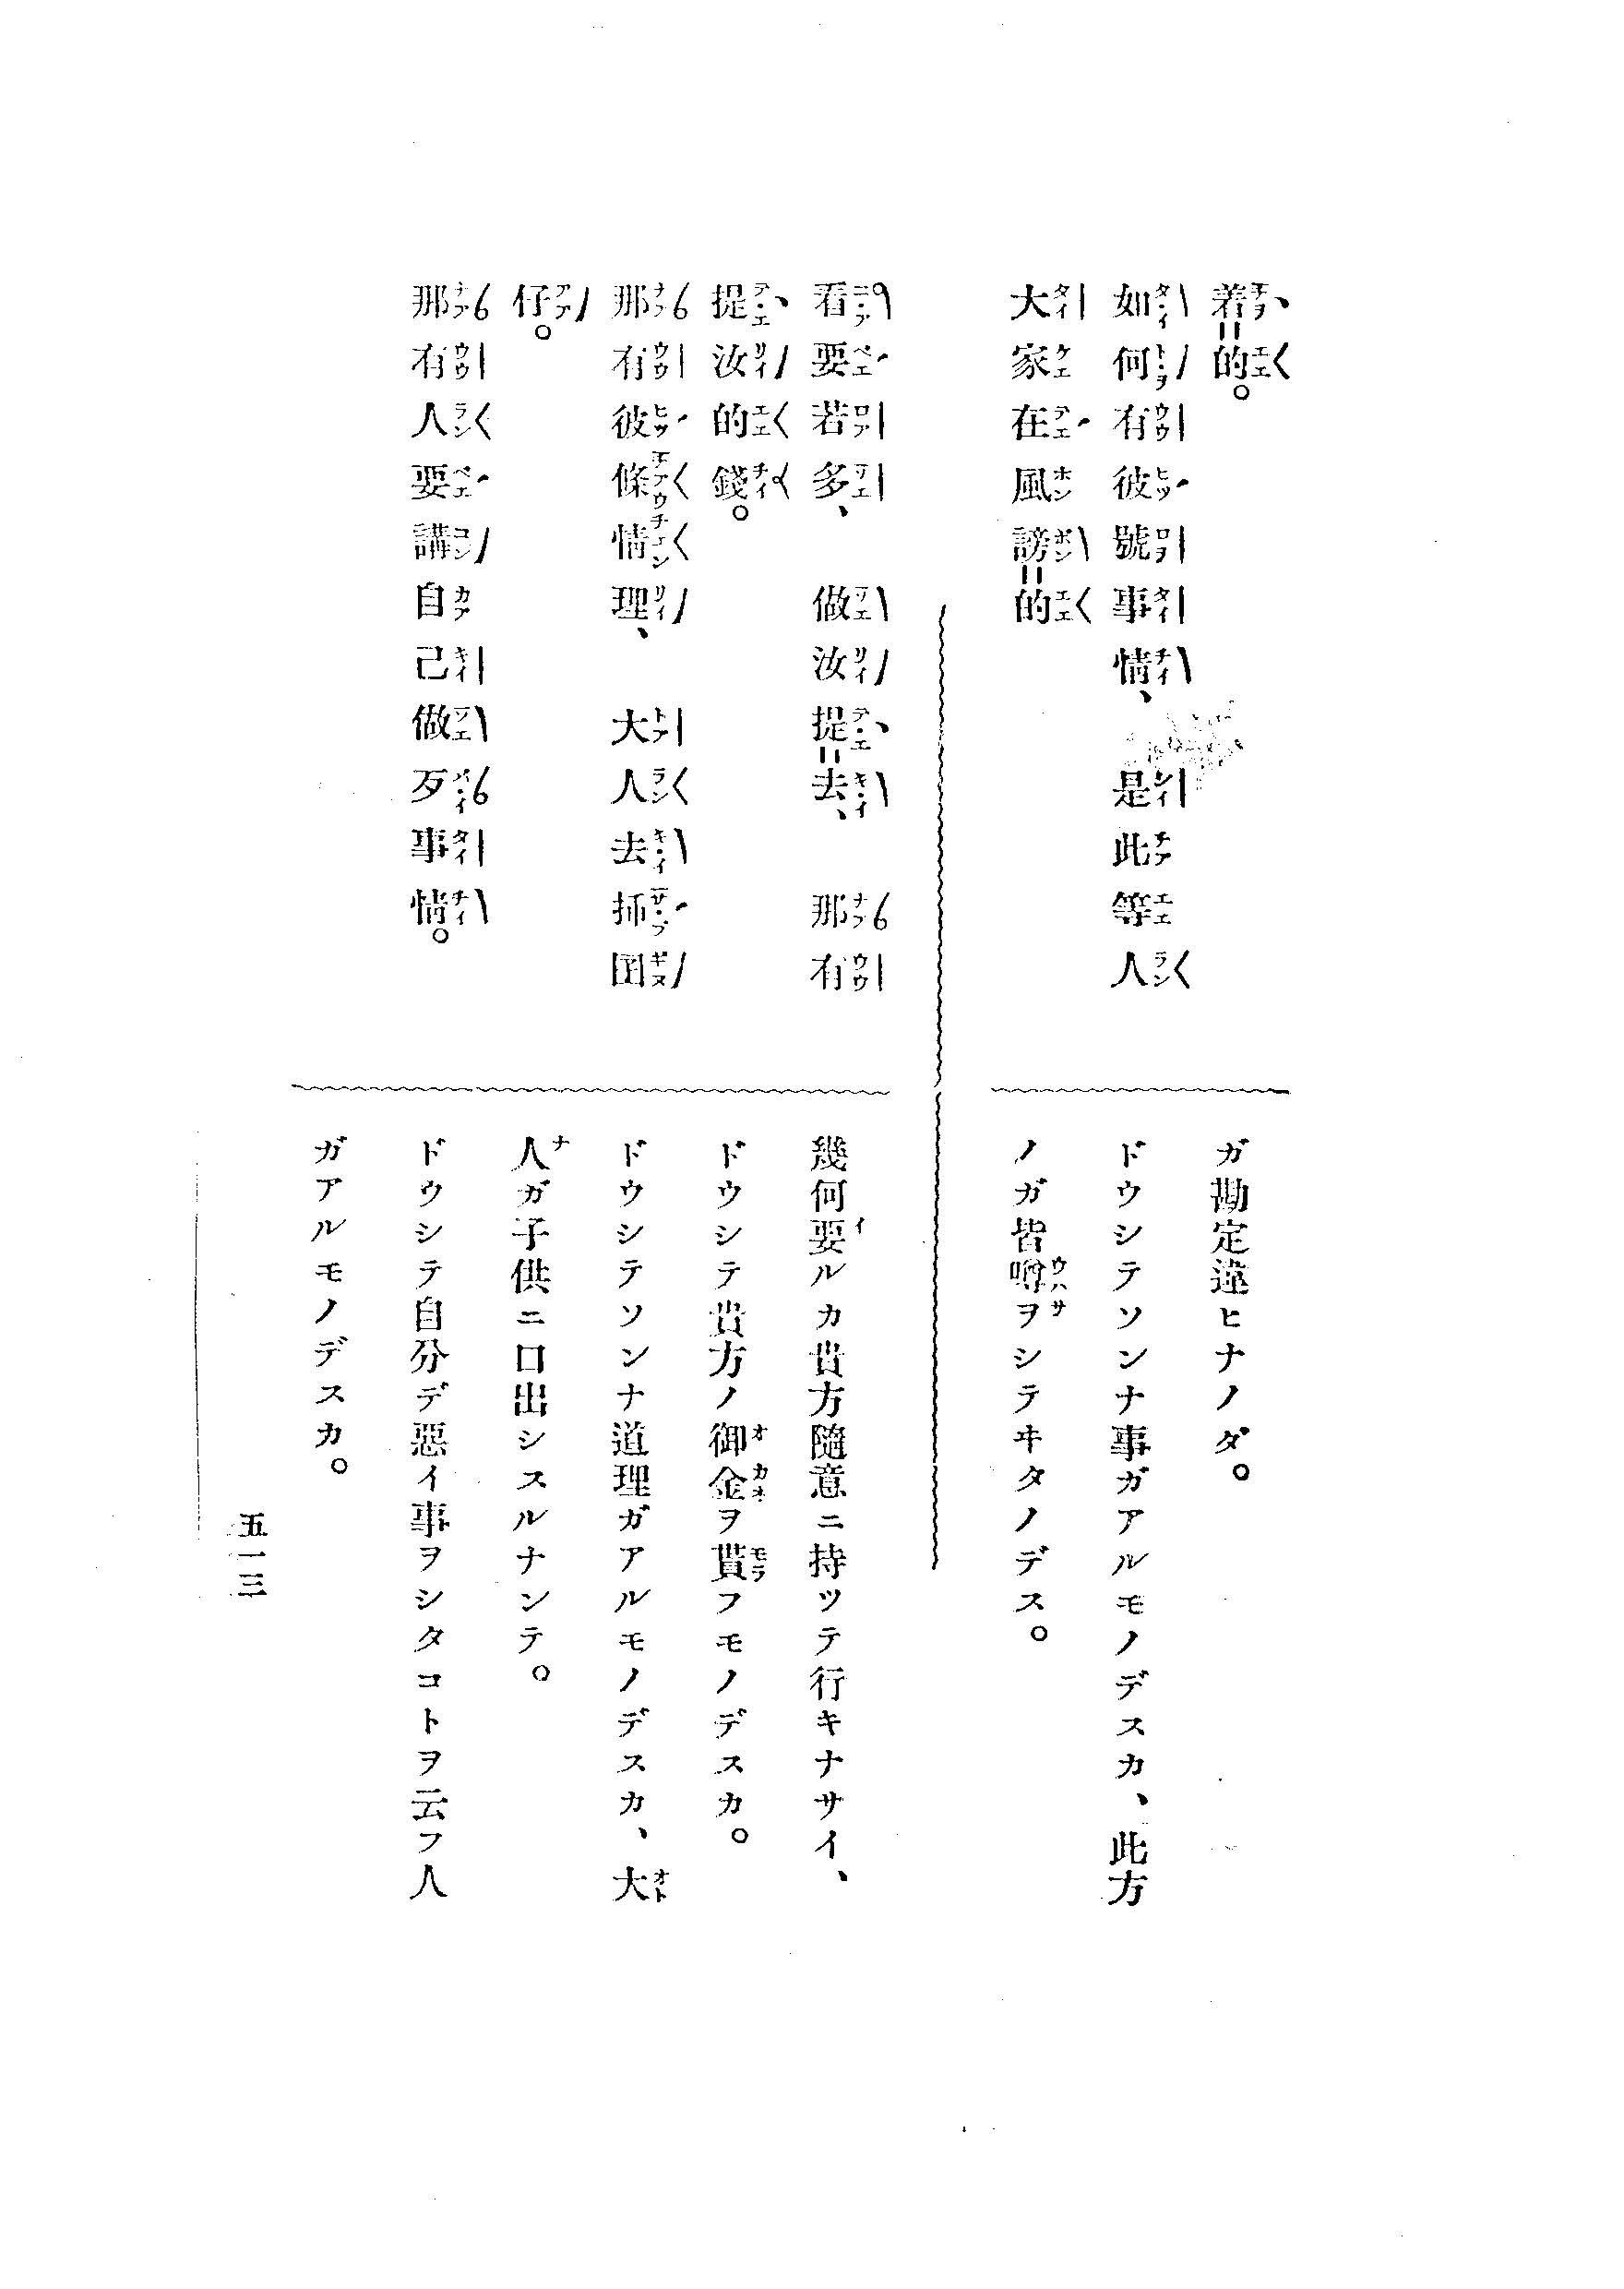 着=的。
如何有彼號事情、是此等人
大家在風謗=的
ガ勘定違ヒナノダ。
ドウシテソンナ事ガアルモノデスカ、此方
ノガ皆噂ヲシテヰタノデス。
看要若多、做汝提=去、那有
提汝的錢。
那有彼條情理、大人去插囝
仔。
那有人要講自己做歹事情。
幾何要ルカ貴方隨意ニ持ツテ行キナサイ、
ドウシテ貴方ノ御金ヲ貰フモノデスカ。
ドウシテソンナ道理ガアルモノデスカ、大
人ガ子供ニ口出シスルナンテ。
ドウシテ自分デ惡イ事ヲシタコトヲ云フ人
ガアルモノデスカ。
五一三